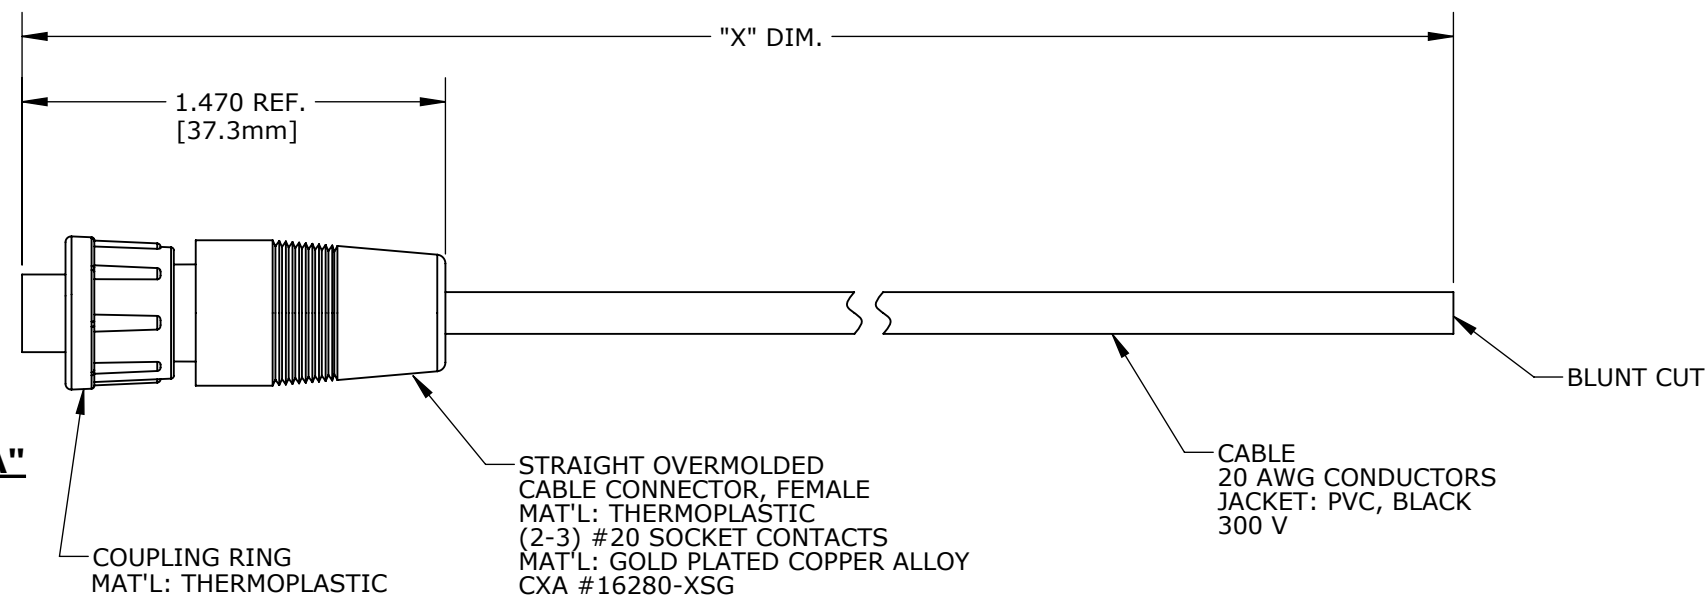 "X" DIM.
1.470 REF.
[37.3mm]
BLUNT CUT
A"
STRAIGHT OVERMOLDED
CABLE CONNECTOR, FEMALE
MAT'L: THERMOPLASTIC
(2-3) #20 SOCKET CONTACTS
MAT'L: GOLD PLATED COPPER ALLOY
CXA #16280-XSG
CABLE
20 AWG CONDUCTORS
JACKET: PVC, BLACK
300 V
COUPLING RING
MAT'L: THERMOPLASTIC